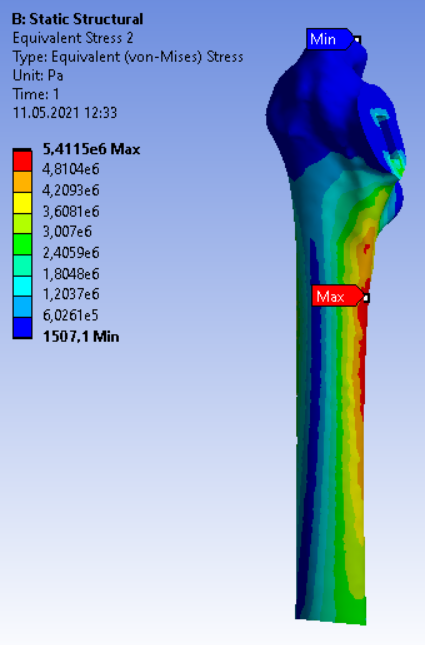 B: Static Structural
Equivalent Stress 2
Type: Equivalent (von-Mises) Stress
Unit: Pa
Time: 1
11.05.2021 12:33
5,4115e6 Max
4,8104e6
4,2093e6
3,6081e6
3,007e6
2,4059e6
1,8048e6
1,2037e6
6,0261e5
1507,1 Min
Min
Max